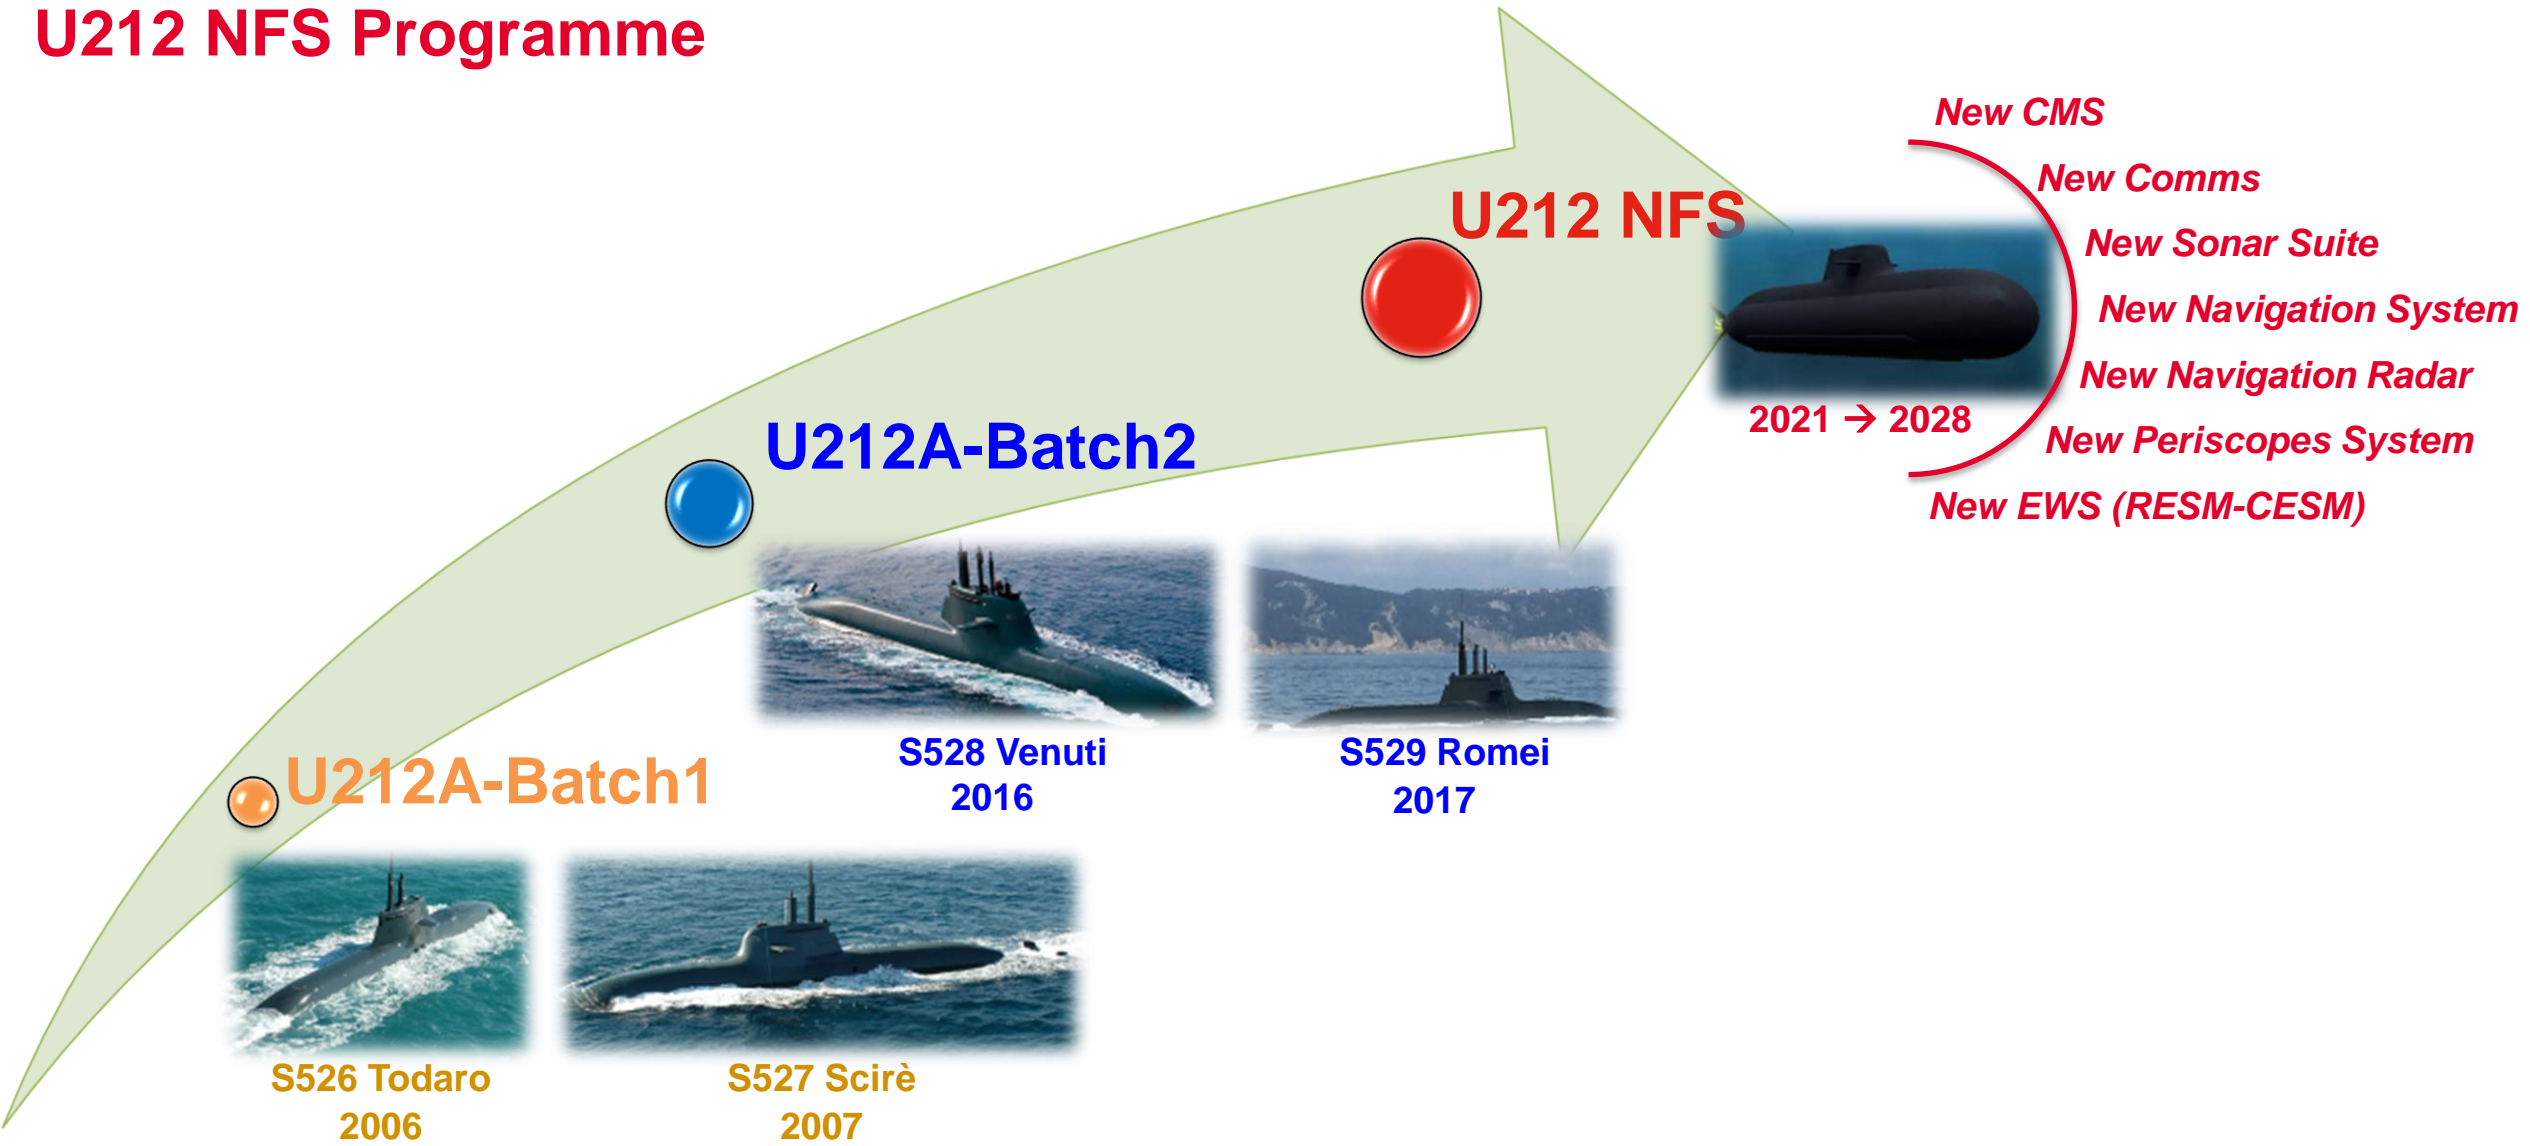 U212 NFS Programme
New CMS
New Comms
U212 NFS
New Sonar Suite
New Navigation System
New Navigation Radar
2021 → 2028
New Periscopes System
New EWS (RESM-CESM)
U212A-Batch2
S528 Venuti
2016
S529 Romei
2017
U212A-Batch1
S526 Todaro
2006
S527 Scirè
2007